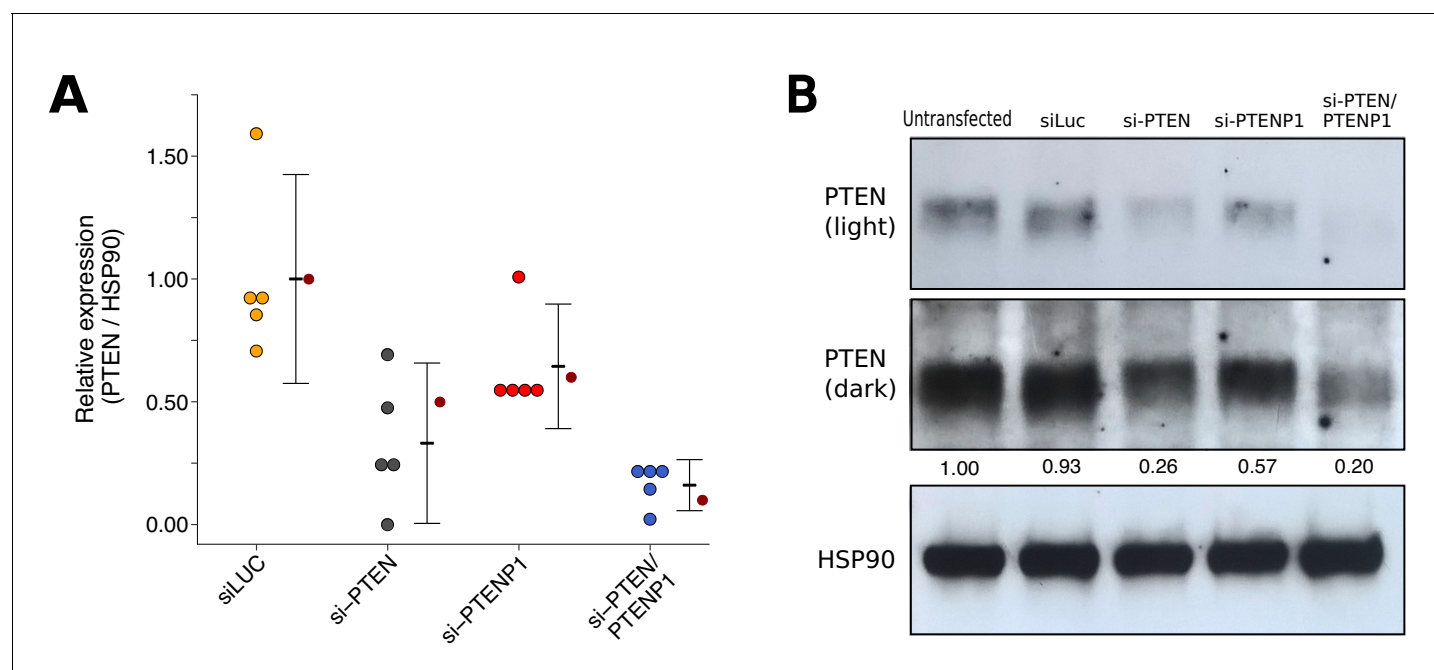 A
Relative expression
(PTEN / HSP90)
1.50
1.00
0.50
0.00
siLUC
si–PTEN
si–PTENP1
si–PTEN/
PTENP1
B
Untransfected
siLuc
si-PTEN
si-PTENP1
si-PTEN/
PTENP1
PTEN
(light)
PTEN
(dark)
1.00
0.93
0.26
0.57
0.20
HSP90